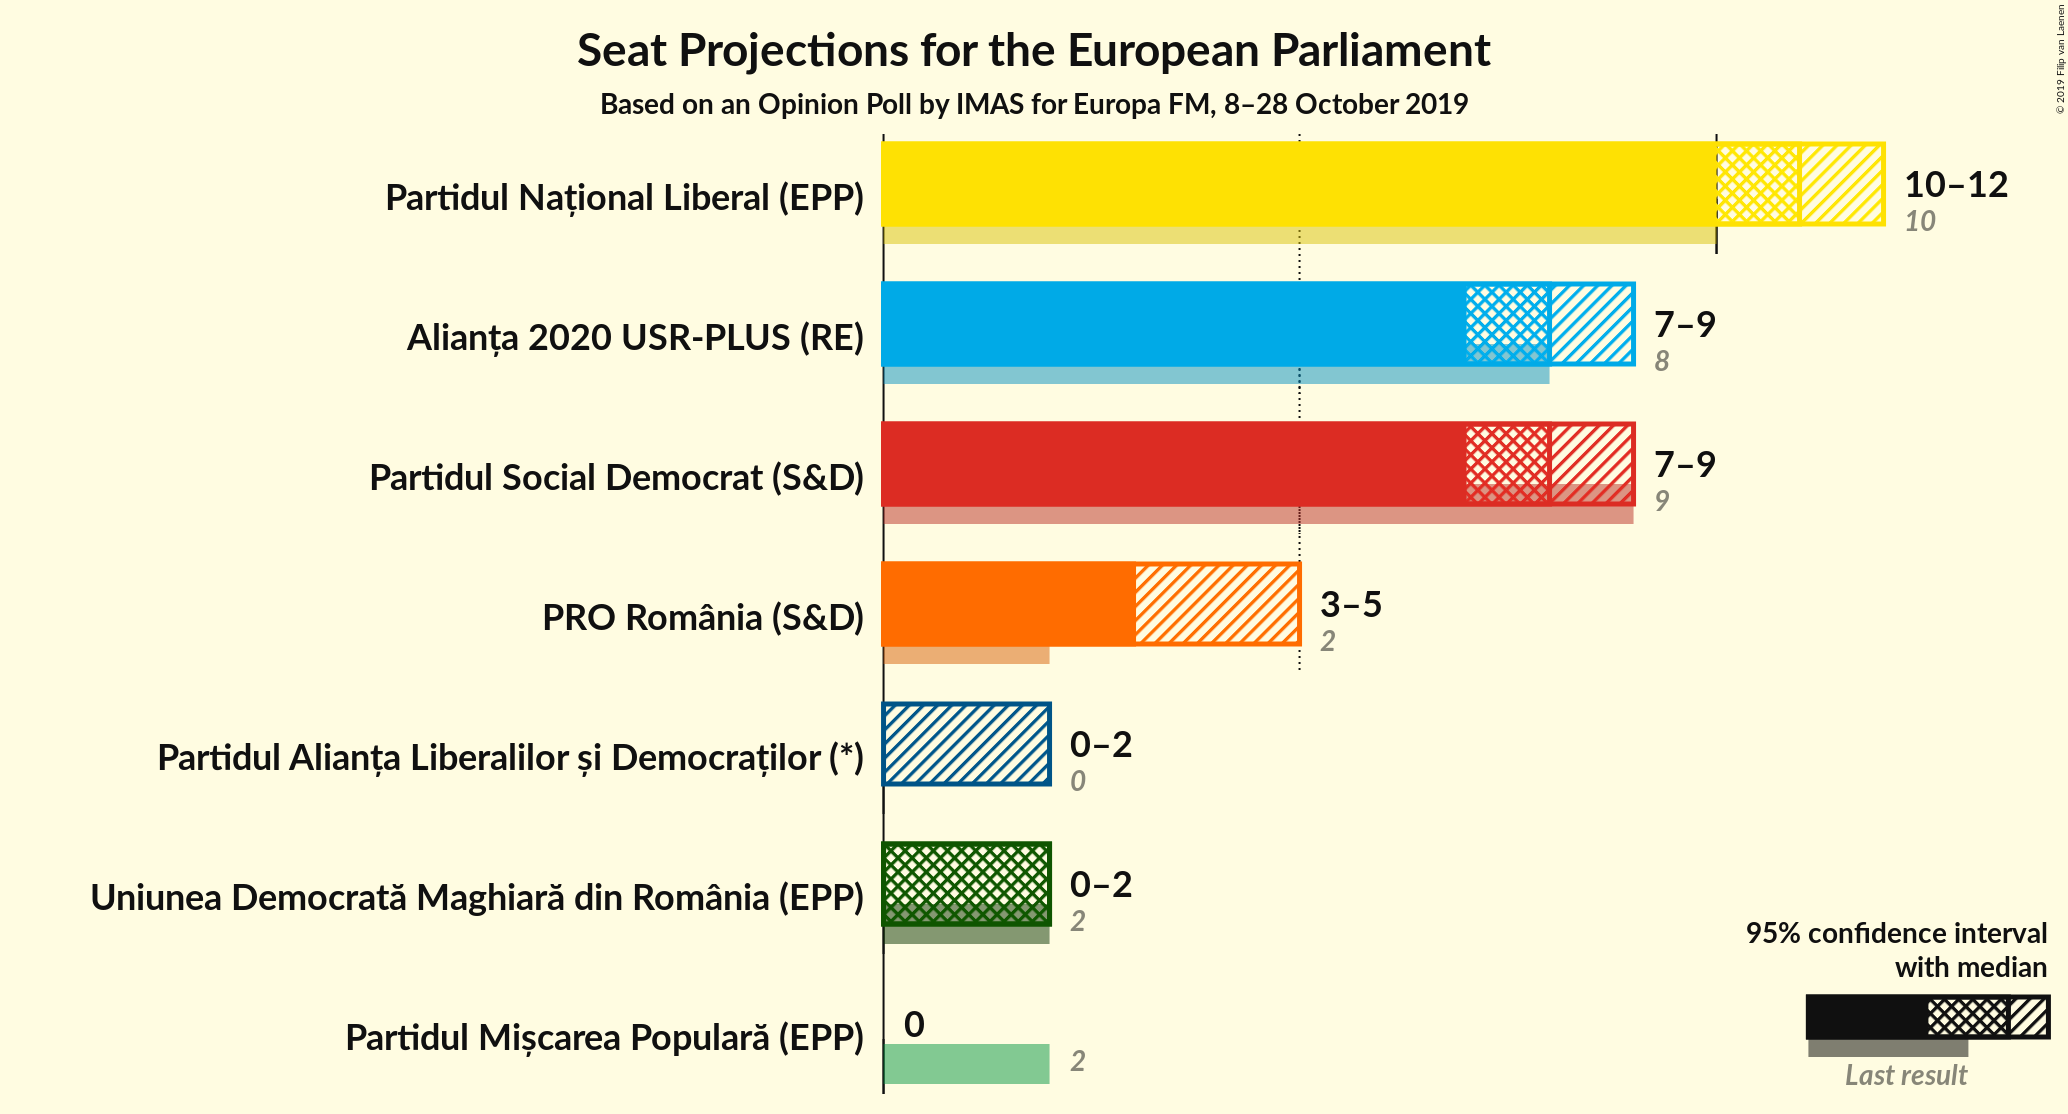 Seat Projections for the European Parliament
Based on an Opinion Poll by IMAS for Europa FM, 8–28 October 2019
© 2019 Filip van Laenen
Partidul Național Liberal (EPP)
10–12
10
Alianța 2020 USR-PLUS (RE)
7–9
8
Partidul Social Democrat (S&D)
7–9
9
PRO România (S&D)
3–5
2
Partidul Alianța Liberalilor și Democraților (*)
0–2
0
Uniunea Democrată Maghiară din România (EPP)
0–2
2
Partidul Mișcarea Populară (EPP)
0
2
95% confidence interval
with median
Last result